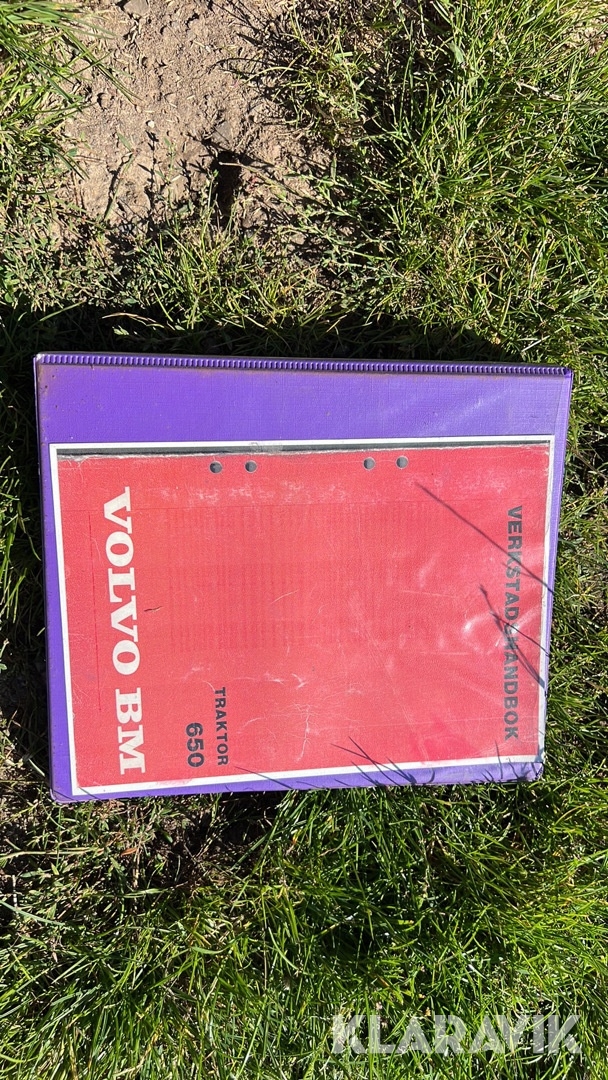 VERKSTADSHANDBOK
TRAKTOR
650
VOLVO BM
KLARAVIK